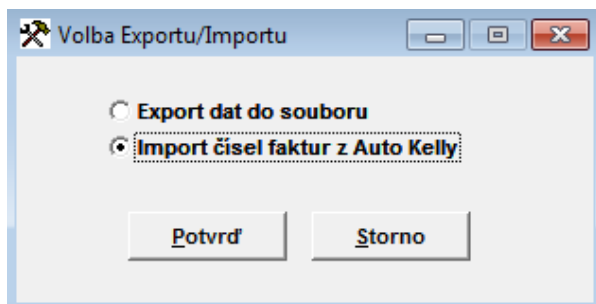 Volba Exportu/Importu
Export dat do souboru
Import čísel faktur z Auto Kelly
Potvrď Storno